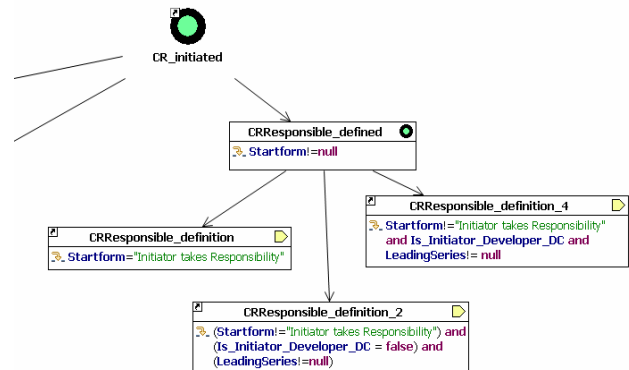 CR_initiated
CRResponsible_defined
Startform!=null
CRResponsible_definition_4
Startform!="Initiator takes Responsibility"
and Is_Initiator_Developer_DC and
LeadingSeries!= null
CRResponsible_definition
Startform="Initiator takes Responsibility"
CRResponsible_definition_2
(Startform!="Initiator takes Responsibility") and
(Is_Initiator_Developer_DC = false) and
(LeadingSeries!=null)